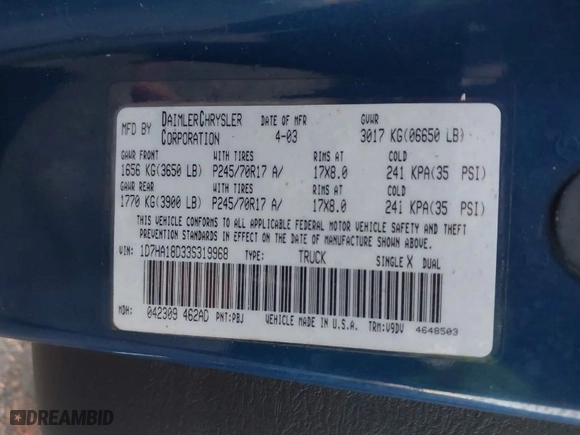 MFD BY DAIMLERCHRYSLER CORPORATION DATE OF MFR 4-03 GVWR 3017 KG(06650 LB)
GAWR FRONT WITH TIRES RIMS AT COLD
1656 KG(3650 LB) P245/70R17 A/ 17X8.0 241 KPA(35 PSI)
GAWR REAR WITH TIRES RIMS AT COLD
1770 KG(3900 LB) P245/70R17 A/ 17X8.0 241 KPA(35 PSI)
THIS VEHICLE CONFORMS TO ALL APPLICABLE FEDERAL MOTOR VEHICLE SAFETY AND THEFT
PREVENTION STANDARDS IN EFFECT ON THE DATE OF MANUFACTURE SHOWN ABOVE.
VIN: 1D7HA18D33S319968 TYPE: TRUCK SINGLE X DUAL
MDH: 042309 462AD PNT:PBJ VEHICLE MADE IN U.S.A. TRM:V9DV 4648503
DREAMBID